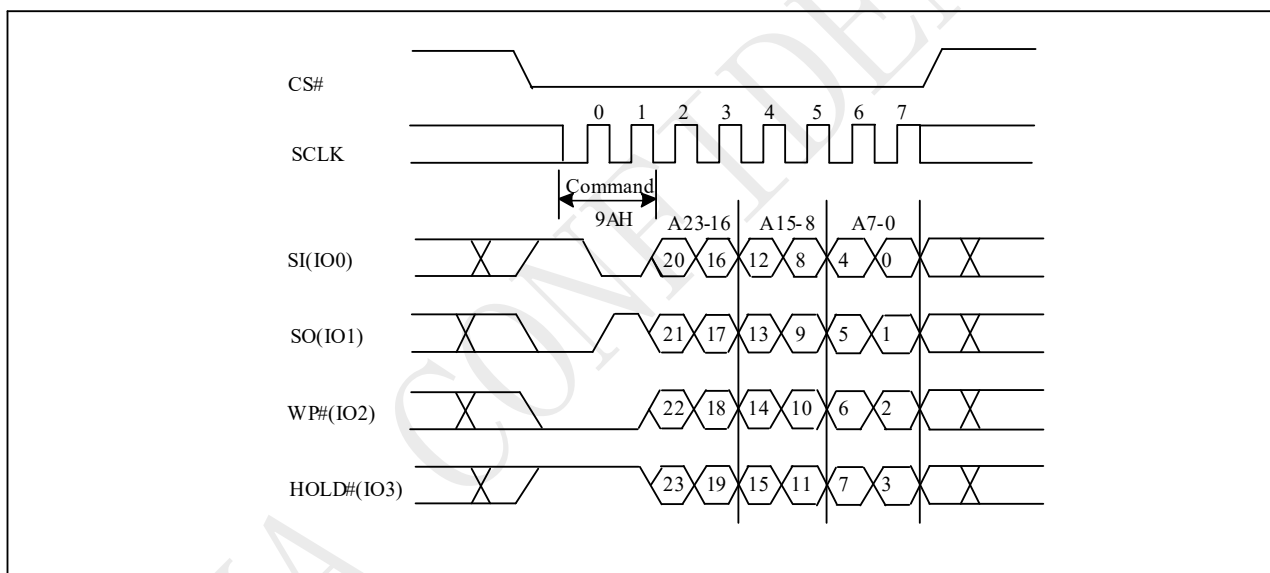 CONFIDEN
CS#
0 1 2 3 4 5 6 7
SCLK
Command
9AH
A23-16 A15-8 A7-0
SI(IO0) 20 16 12 8 4 0
SO(IO1) 21 17 13 9 5 1
WP#(IO2) 22 18 14 10 6 2
HOLD#(IO3) 23 19 15 11 7 3